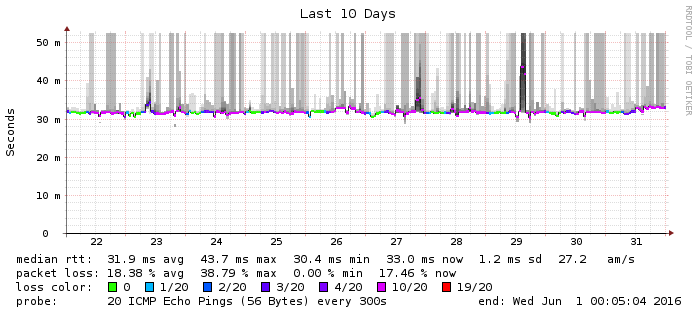 Last 10 Days
RRDTOOL / TOBI OETIKER
Seconds
50 m
40 m
30 m
20 m
10 m
0
22 23 24 25 26 27 28 29 30 31
median rtt: 31.9 ms avg 43.7 ms max 30.4 ms min 33.0 ms now 1.2 ms sd 27.2 am/s
packet loss: 18.38 % avg 38.79 % max 0.00 % min 17.46 % now
loss color: 0 1/20 2/20 3/20 4/20 10/20 19/20
probe: 20 ICMP Echo Pings (56 Bytes) every 300s end: Wed Jun 1 00:05:04 2016